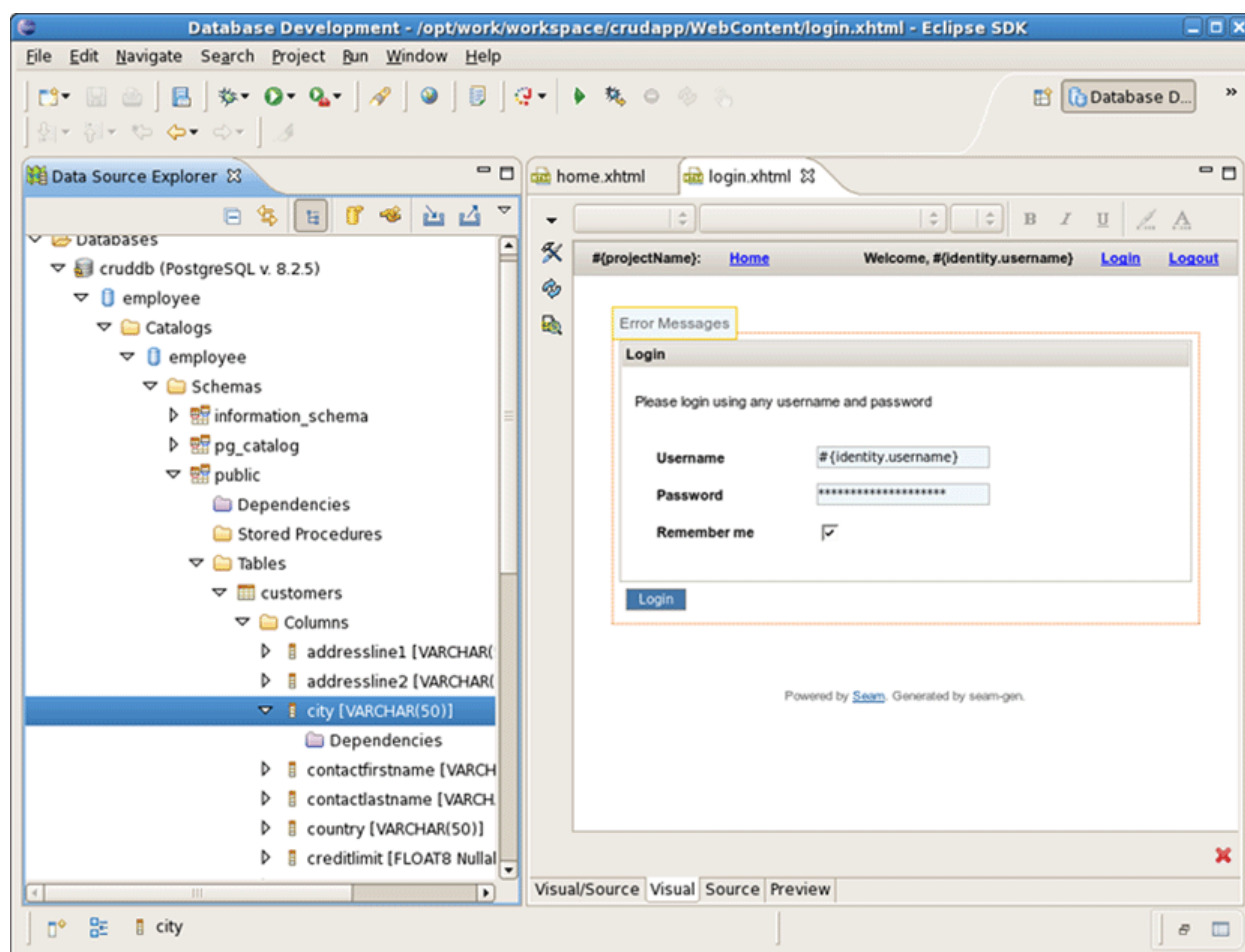 Database Development - /opt/work/workspace/crudapp/WebContent/login.xhtml - Eclipse SDK
File Edit Navigate Search Project Run Window Help
Database D... »
Data Source Explorer
Databases
cruddb (PostgreSQL v. 8.2.5)
employee
Catalogs
employee
Schemas
information_schema
pg_catalog
public
Dependencies
Stored Procedures
Tables
customers
Columns
addressline1 [VARCHAR(
addressline2 [VARCHAR(
city [VARCHAR(50)]
Dependencies
contactfirstname [VARCH
contactlastname [VARCH
country [VARCHAR(50)]
creditlimit [FLOAT8 Nullal
city
home.xhtml login.xhtml
B I U A
#{projectName}: Home Welcome, #{identity.username} Login Logout
Error Messages
Login
Please login using any username and password
Username #{identity.username}
Password ********************
Remember me
Login
Powered by Seam. Generated by seam-gen.
Visual/Source Visual Source Preview